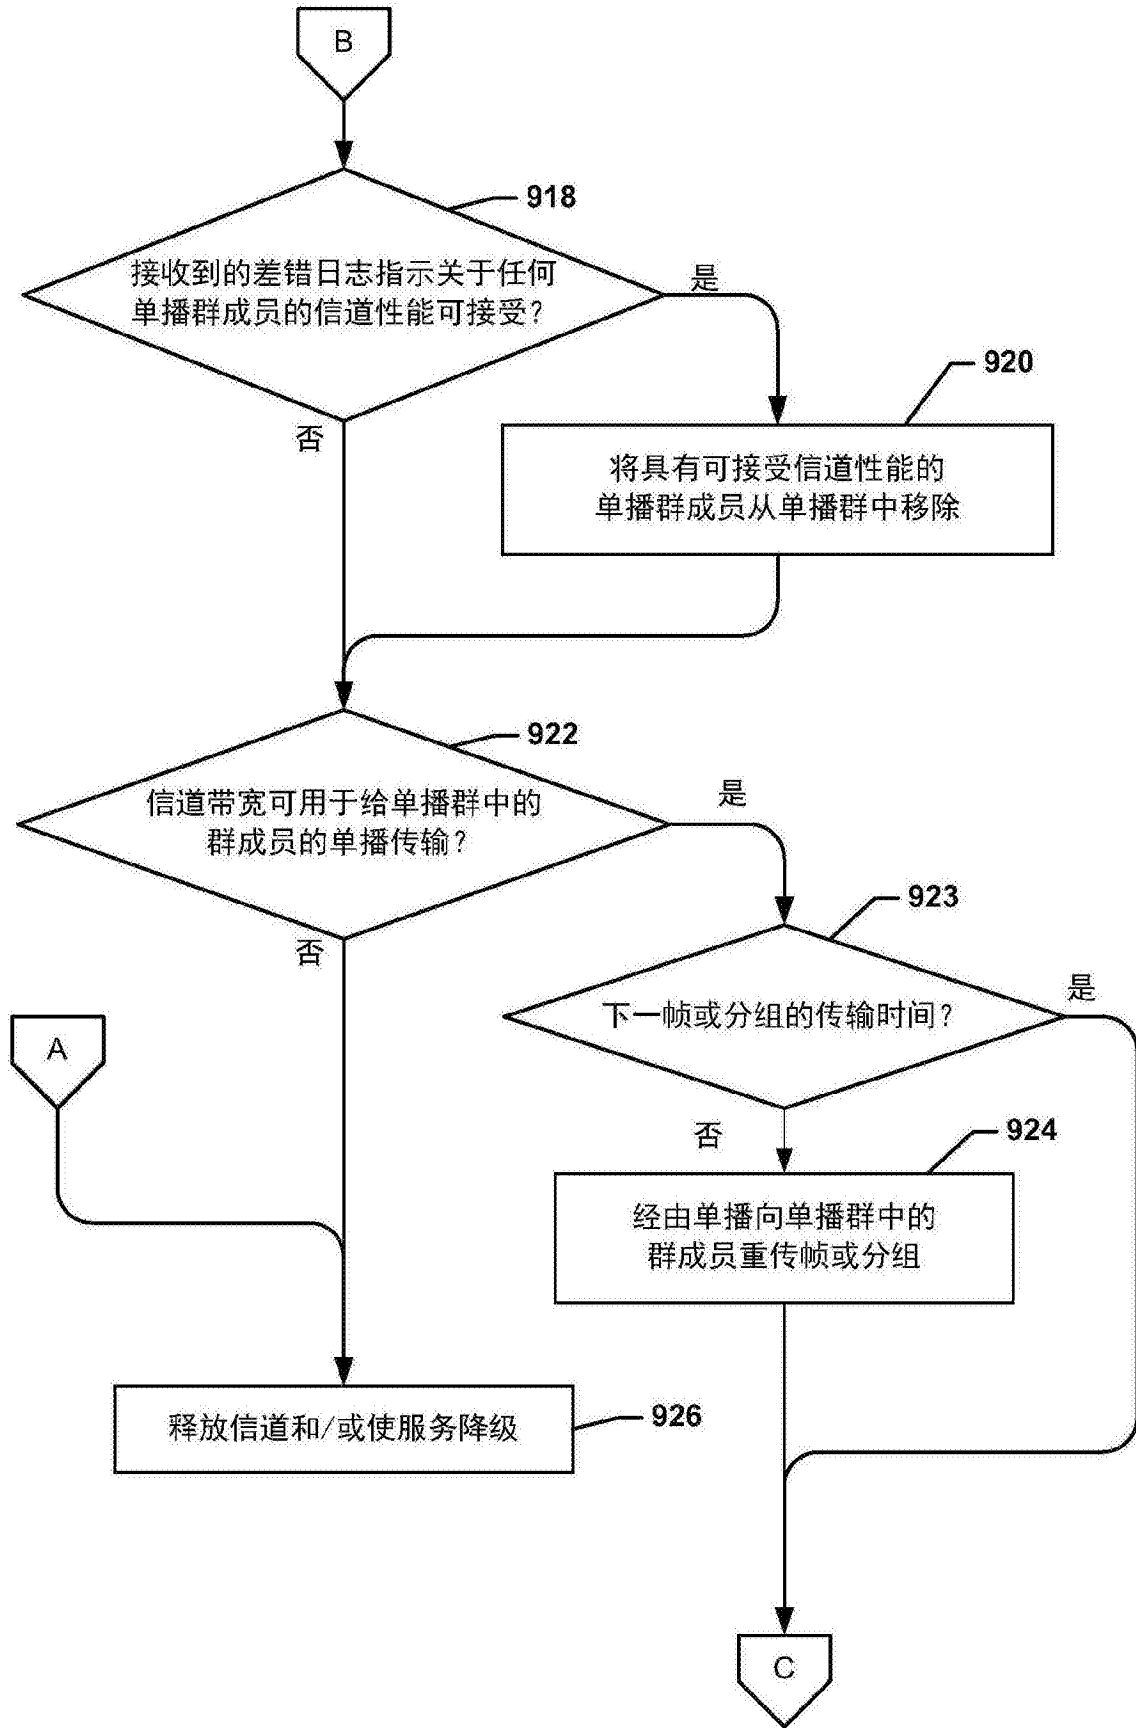 B
918
接收到的差错日志指示关于任何
单播群成员的信道性能可接受?
是
否
920
将具有可接受信道性能的
单播群成员从单播群中移除
922
信道带宽可用于给单播群中的
群成员的单播传输?
是
否
923
下一帧或分组的传输时间?
是
否
A
924
经由单播向单播群中的
群成员重传帧或分组
释放信道和/或使服务降级
926
C